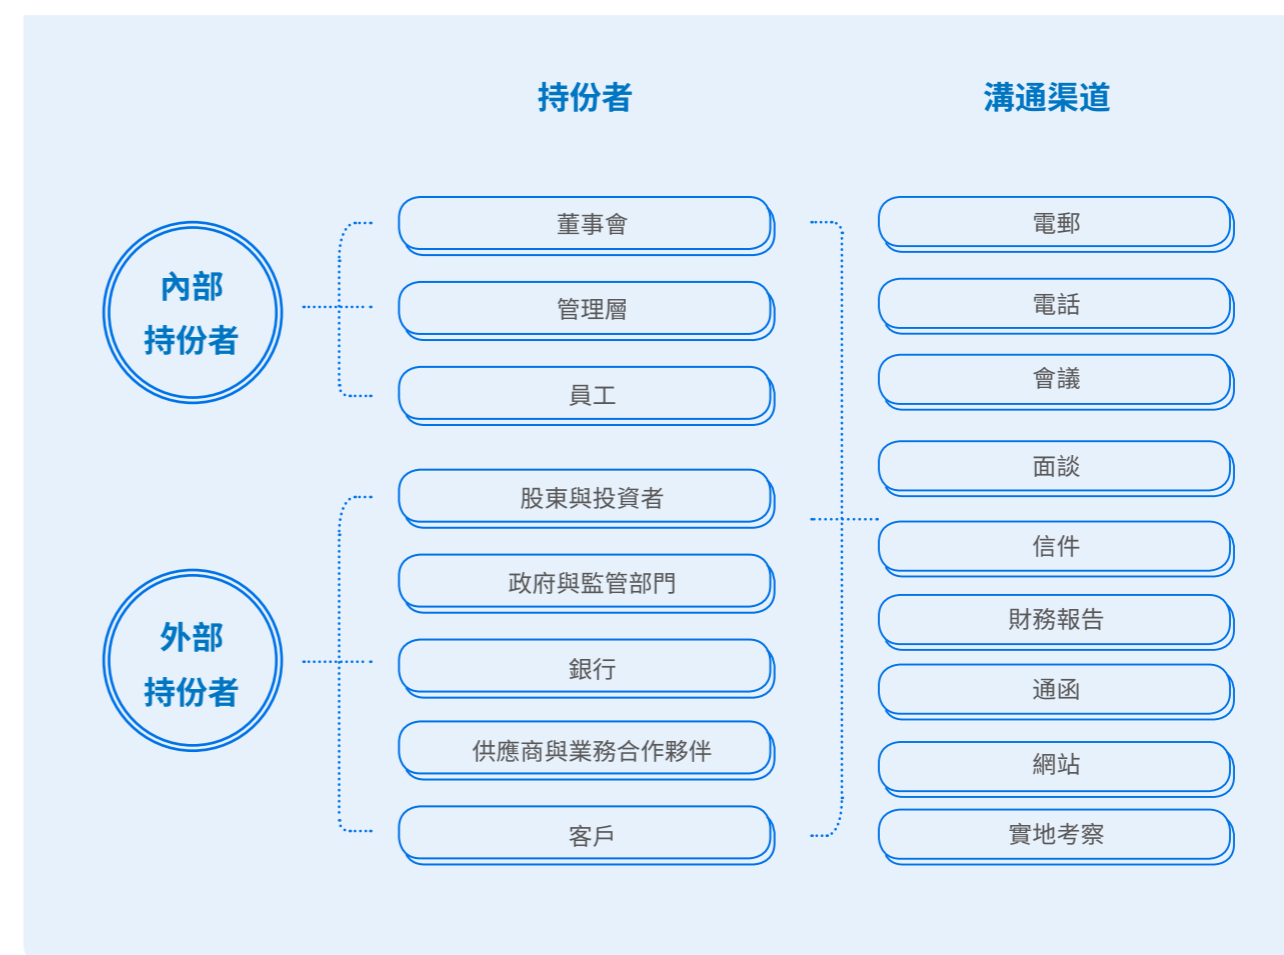 持份者
溝通渠道
內部
持份者
董事會
管理層
員工
外部
持份者
股東與投資者
政府與監管部門
銀行
供應商與業務合作夥伴
客戶
電郵
電話
會議
面談
信件
財務報告
通函
網站
實地考察